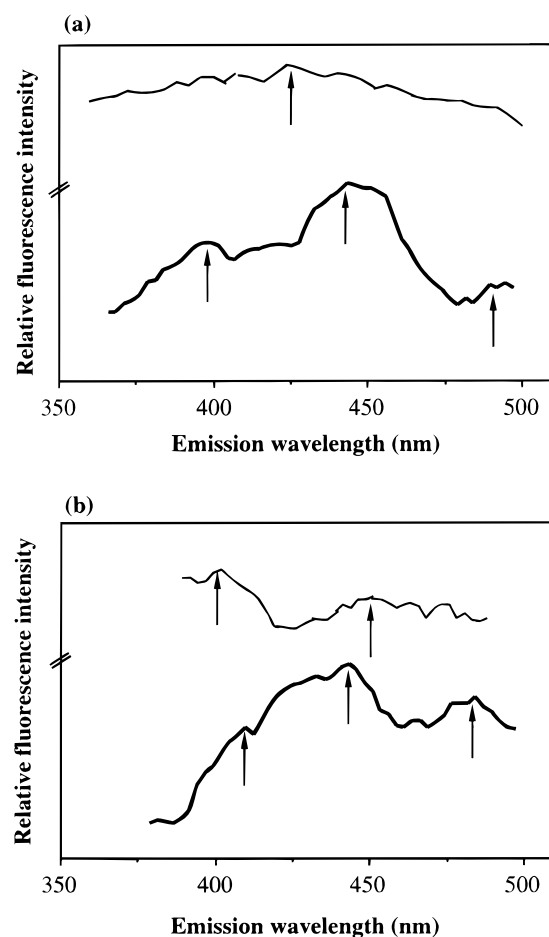 (a)
Relative fluorescence intensity
350 400 450 500
Emission wavelength (nm)
(b)
Relative fluorescence intensity
350 400 450 500
Emission wavelength (nm)